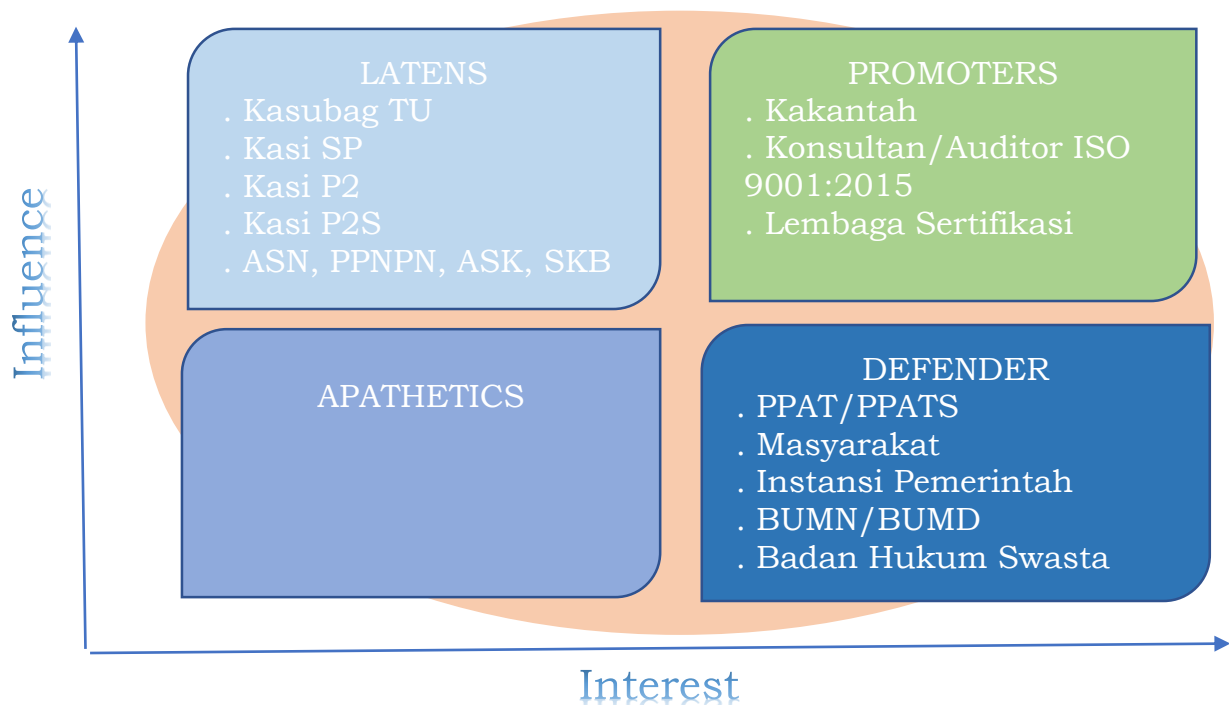 LATENS
. Kasubag TU
. Kasi SP
. Kasi P2
. Kasi P2S
. ASN, PPNPN, ASK, SKB
PROMOTERS
. Kakantah
. Konsultan/Auditor ISO
9001:2015
. Lembaga Sertifikasi
Influence
APATHETICS
DEFENDER
. PPAT/PPATS
. Masyarakat
. Instansi Pemerintah
. BUMN/BUMD
. Badan Hukum Swasta
Interest